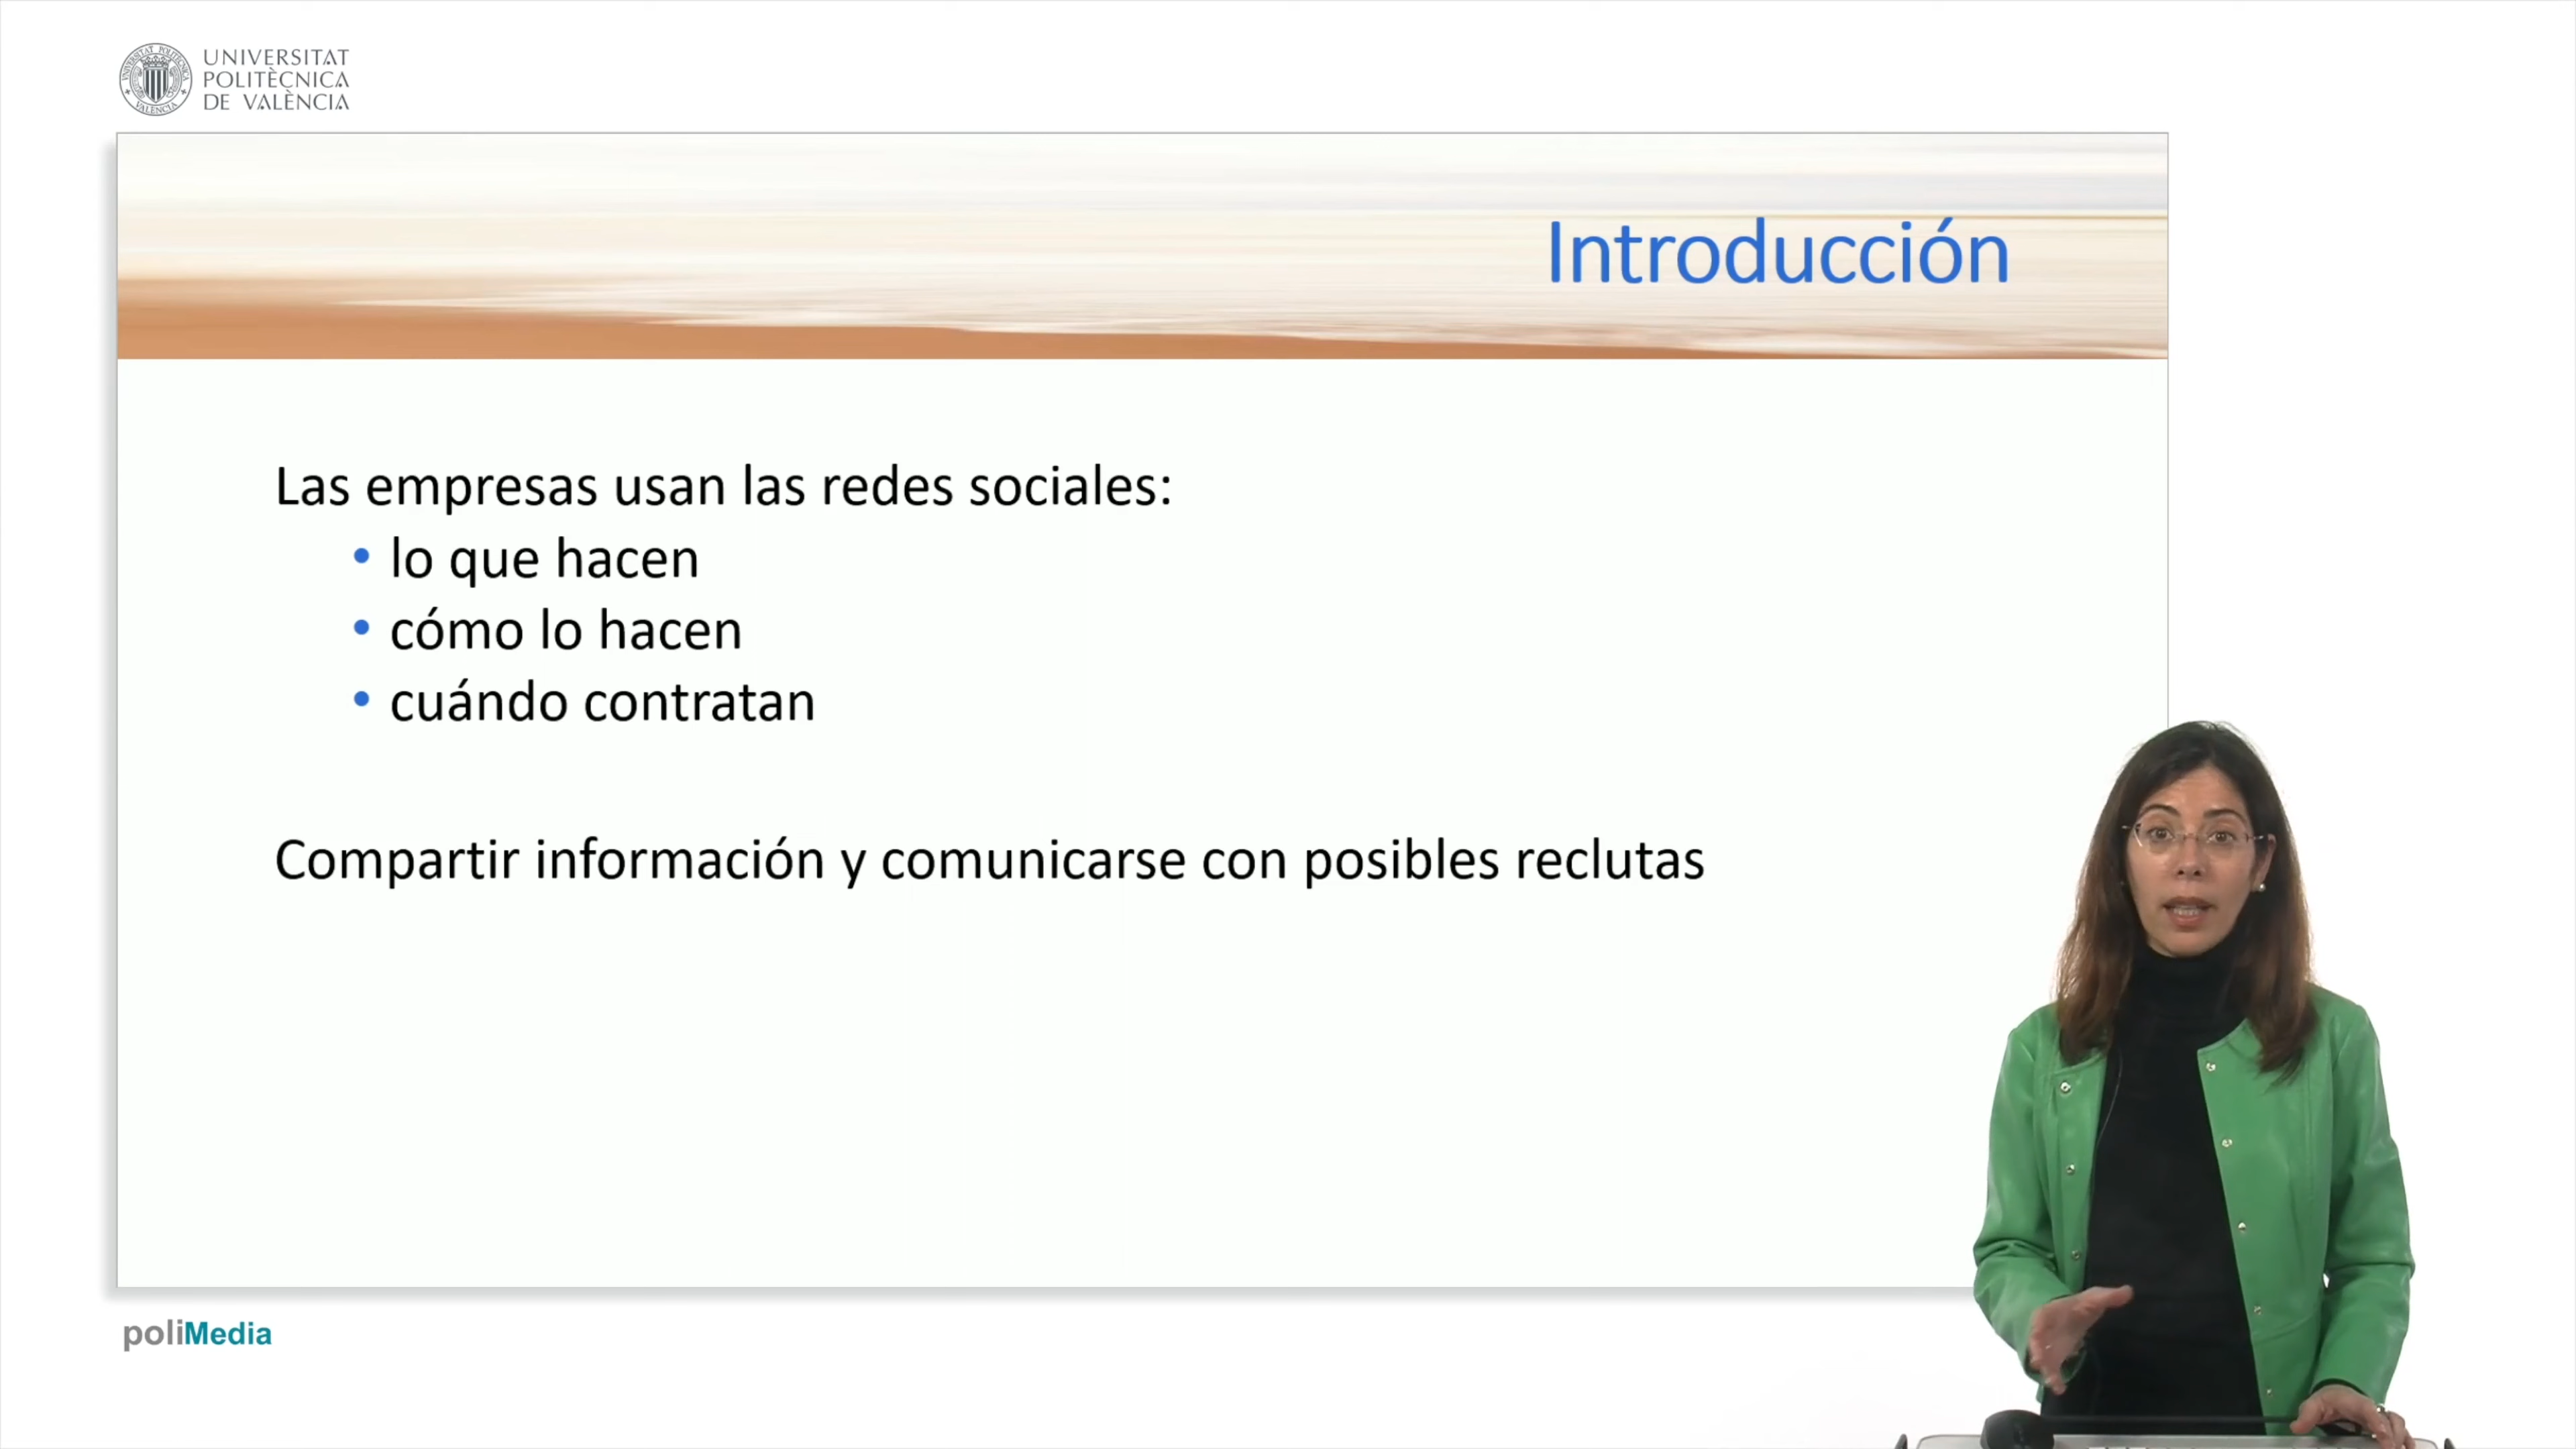 UNIVERSITAT
POLITÈCNICA
DE VALÈNCIA
Introducción
Las empresas usan las redes sociales:
• lo que hacen
• cómo lo hacen
• cuándo contratan
Compartir información y comunicarse con posibles reclutas
poliMedia